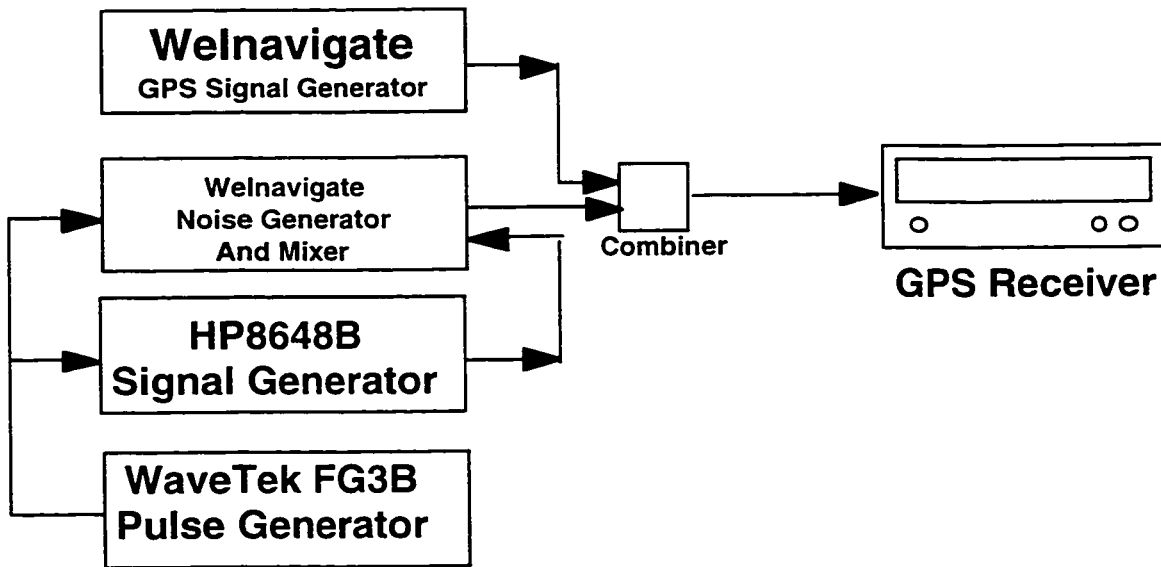 Welnavigate
GPS Signal Generator
Welnavigate
Noise Generator
And Mixer
Combiner
GPS Receiver
HP8648B
Signal Generator
WaveTek FG3B
Pulse Generator